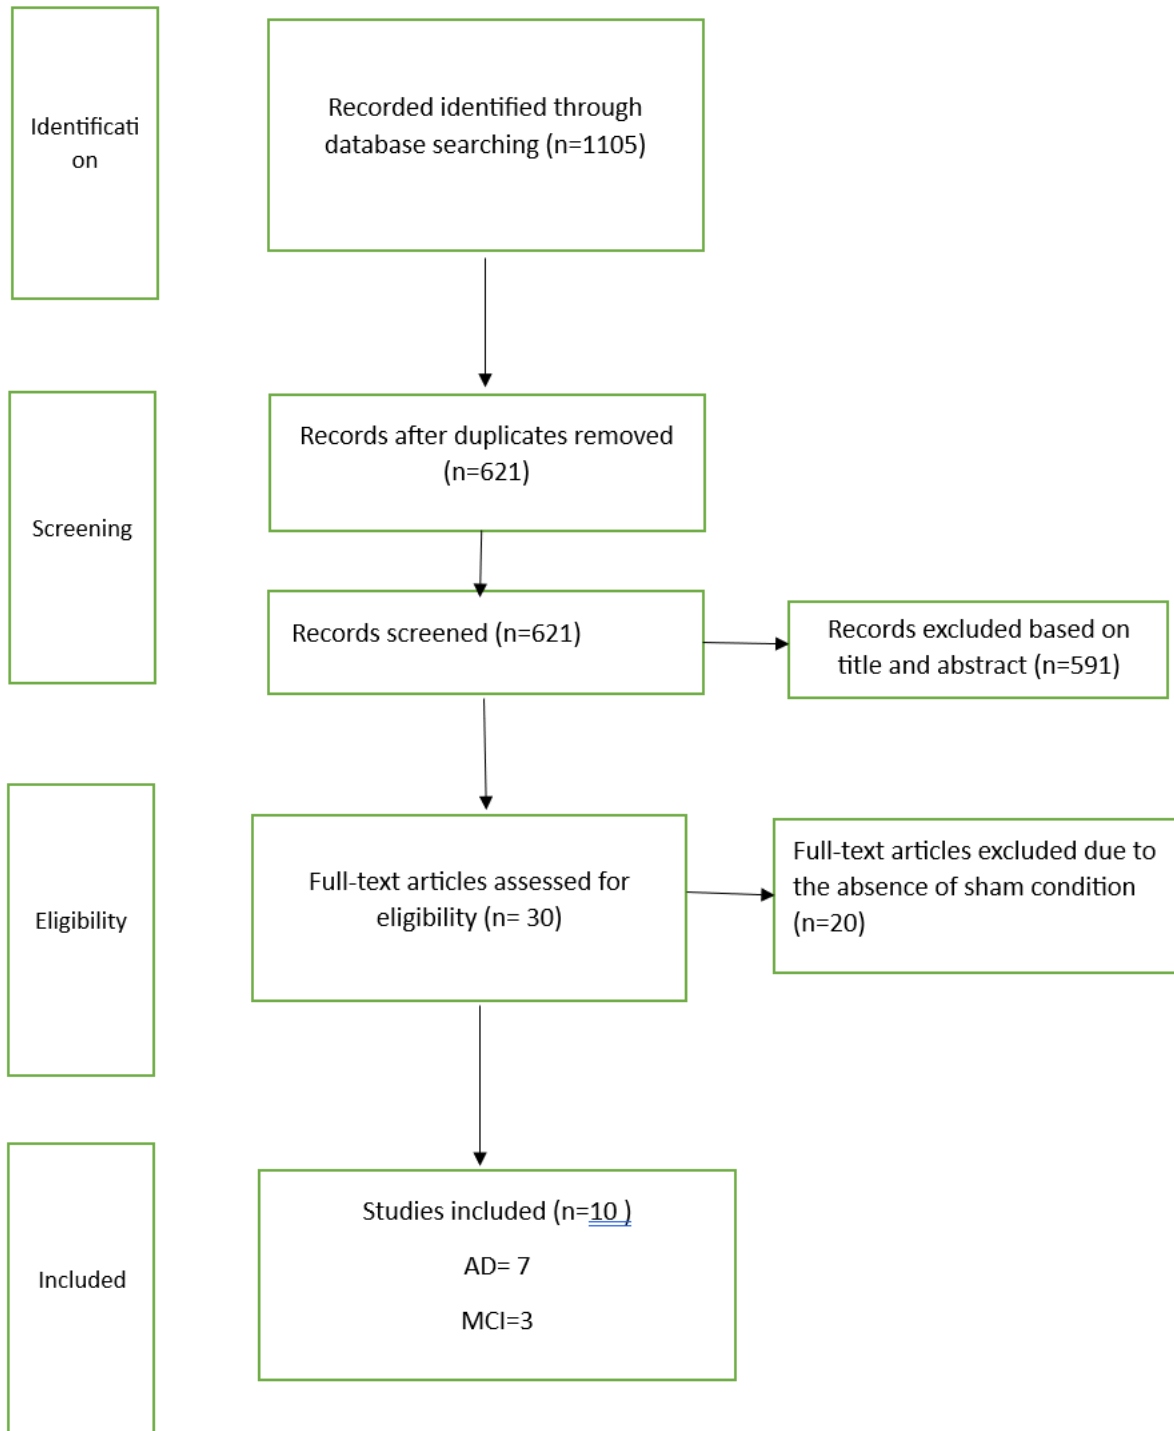 Identificati
on
Recorded identified through
database searching (n=1105)
Screening
Records after duplicates removed
(n=621)
Records screened (n=621)
Records excluded based on
title and abstract (n=591)
Eligibility
Full-text articles assessed for
eligibility (n= 30)
Full-text articles excluded due to
the absence of sham condition
(n=20)
Included
Studies included (n=10 )
AD= 7
MCI=3